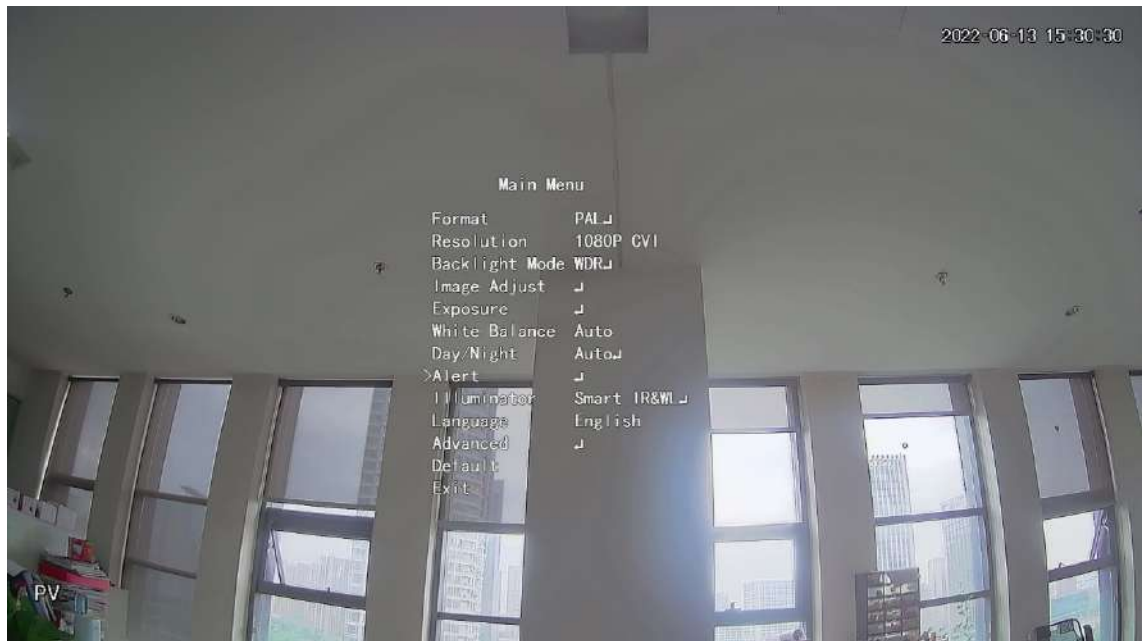 2022-06-13 15:30:30
Main Menu
Format PAL↵
Resolution 1080P CVI
Backlight Mode WDR↵
Image Adjust ↵
Exposure ↵
White Balance Auto
Day/Night Auto↵
>Alert ↵
Illuminator Smart IR&WL↵
Language English
Advanced ↵
Default
Exit
PV